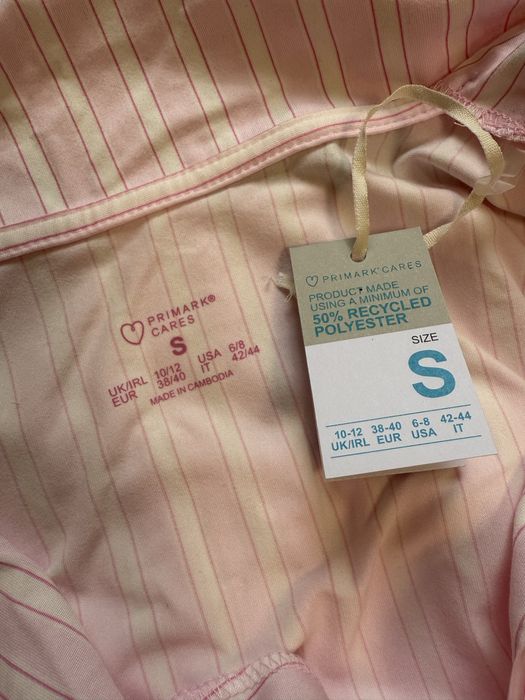 PRIMARK®
CARES
S
UK/IRL 10/12 USA 6/8
EUR 38/40 IT 42/44
MADE IN CAMBODIA
PRIMARK® CARES
PRODUCT MADE
USING A MINIMUM OF
50% RECYCLED
POLYESTER
SIZE
S
10-12 38-40 6-8 42-44
UK/IRL EUR USA IT